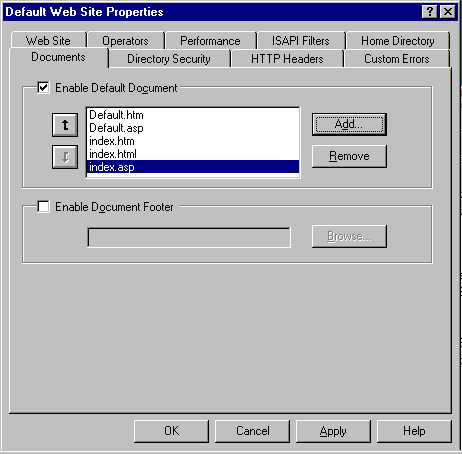 Default Web Site Properties
Web Site Operators Performance ISAPI Filters Home Directory
Documents Directory Security HTTP Headers Custom Errors
Enable Default Document
Default.htm
Default.asp
index.htm
index.html
index.asp
Add...
Remove
Enable Document Footer
Browse...
OK Cancel Apply Help